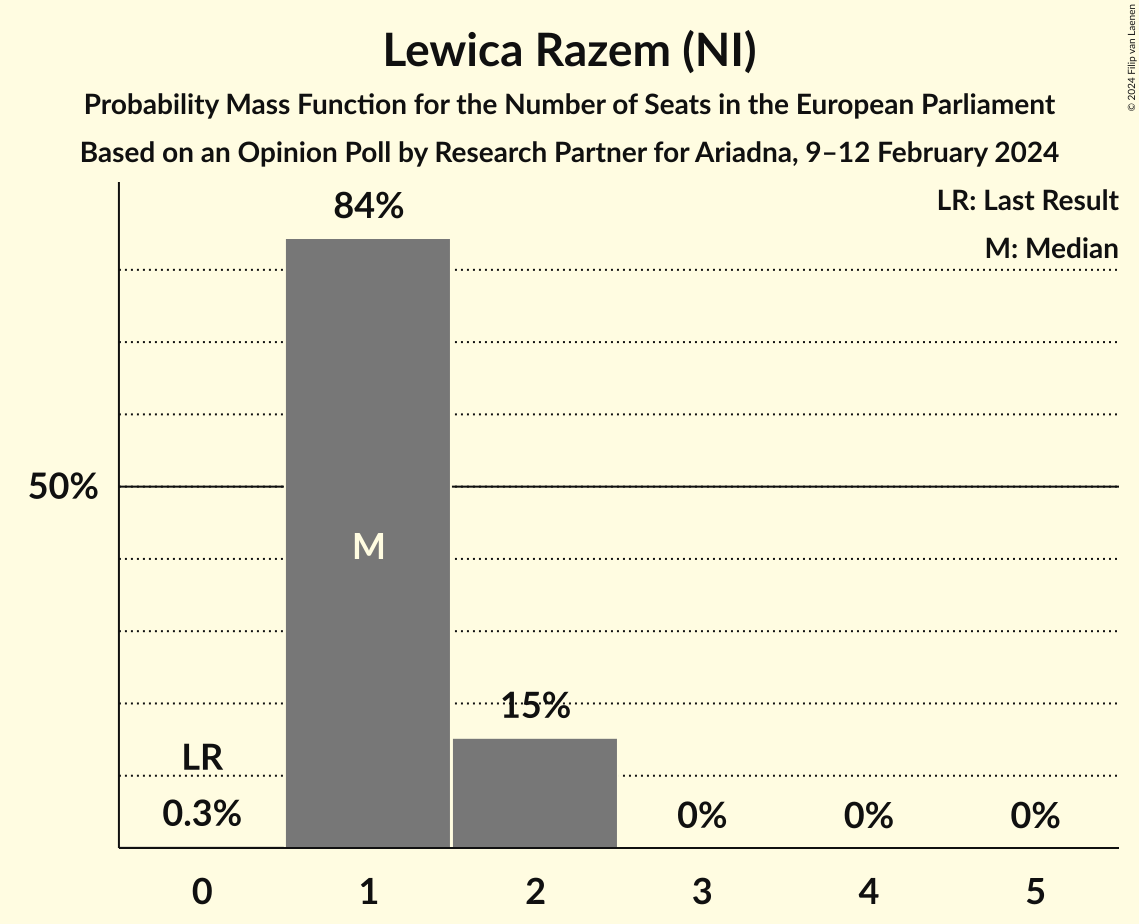 Lewica Razem (NI)
Probability Mass Function for the Number of Seats in the European Parliament
Based on an Opinion Poll by Research Partner for Ariadna, 9–12 February 2024
© 2024 Filip van Laenen
LR: Last Result
M: Median
84%
50%
M
15%
LR
0.3%
0%
0%
0%
0
1
2
3
4
5